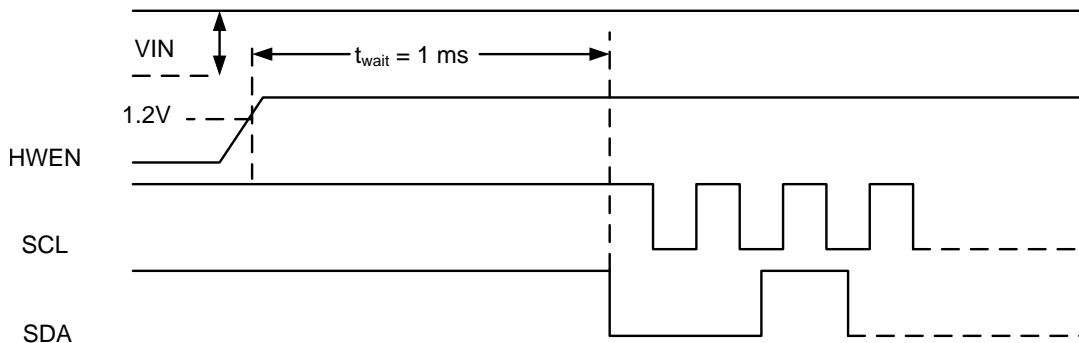 VIN
t_wait = 1 ms
1.2V
HWEN
SCL
SDA